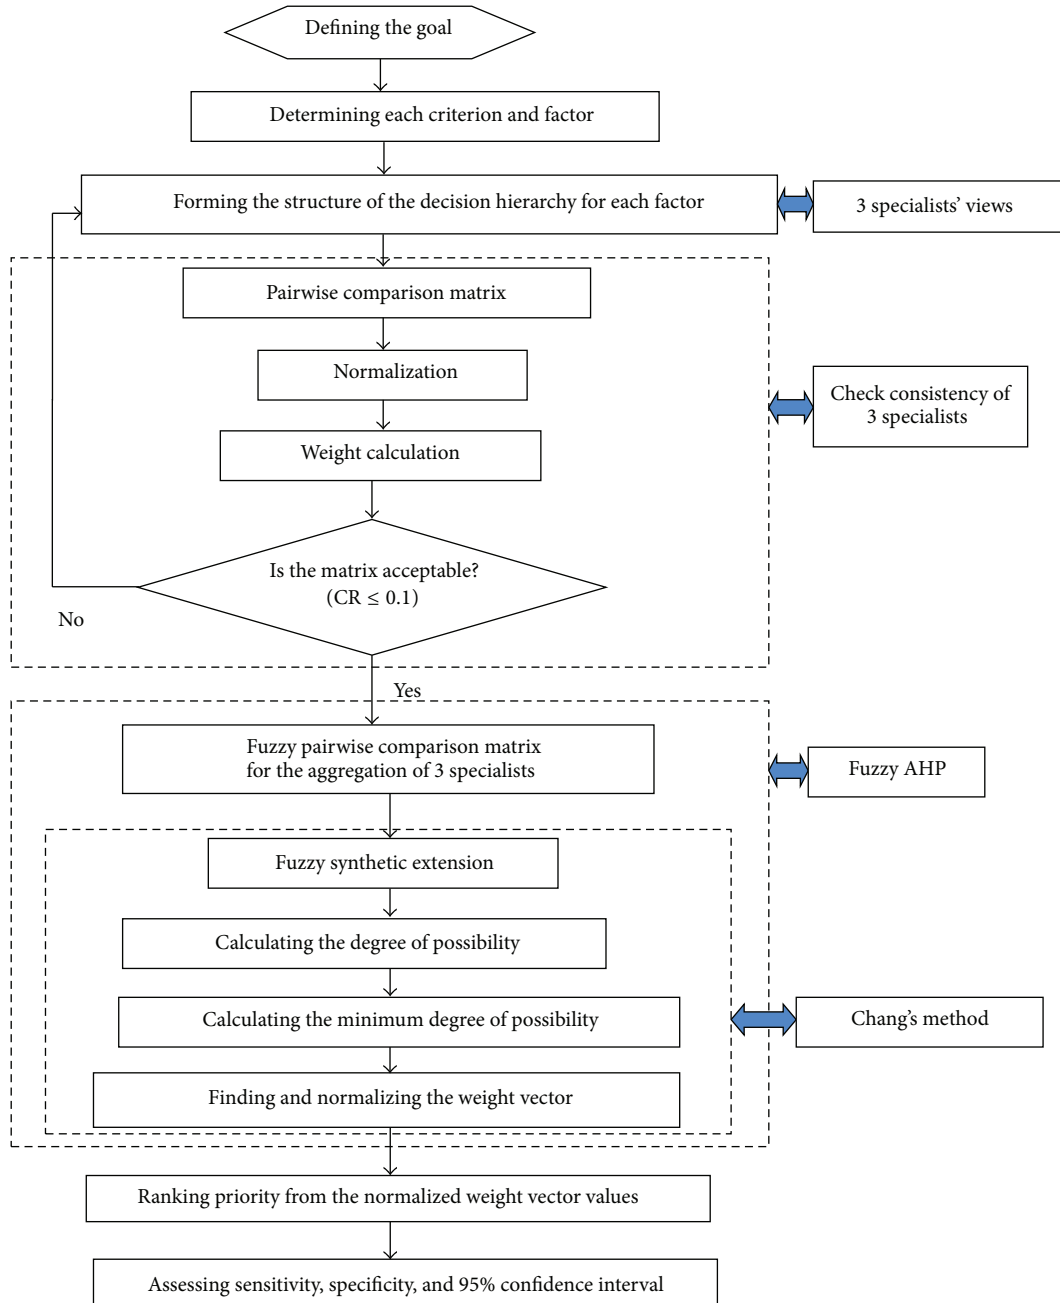 Defining the goal
Determining each criterion and factor
Forming the structure of the decision hierarchy for each factor
3 specialists' views
Pairwise comparison matrix
Normalization
Check consistency of
3 specialists
Weight calculation
Is the matrix acceptable?
(CR ≤ 0.1)
No
Yes
Fuzzy pairwise comparison matrix
for the aggregation of 3 specialists
Fuzzy AHP
Fuzzy synthetic extension
Calculating the degree of possibility
Calculating the minimum degree of possibility
Chang's method
Finding and normalizing the weight vector
Ranking priority from the normalized weight vector values
Assessing sensitivity, specificity, and 95% confidence interval